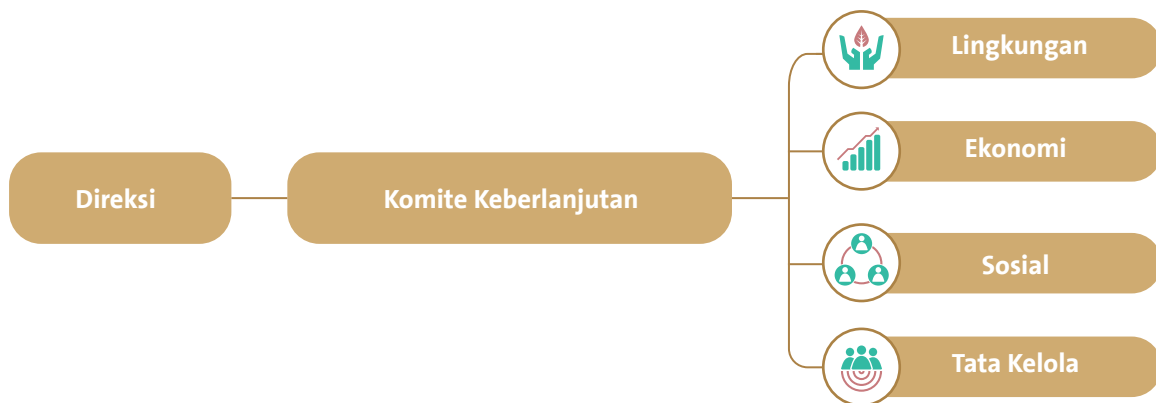 Direksi
Komite Keberlanjutan
Lingkungan
Ekonomi
Sosial
Tata Kelola